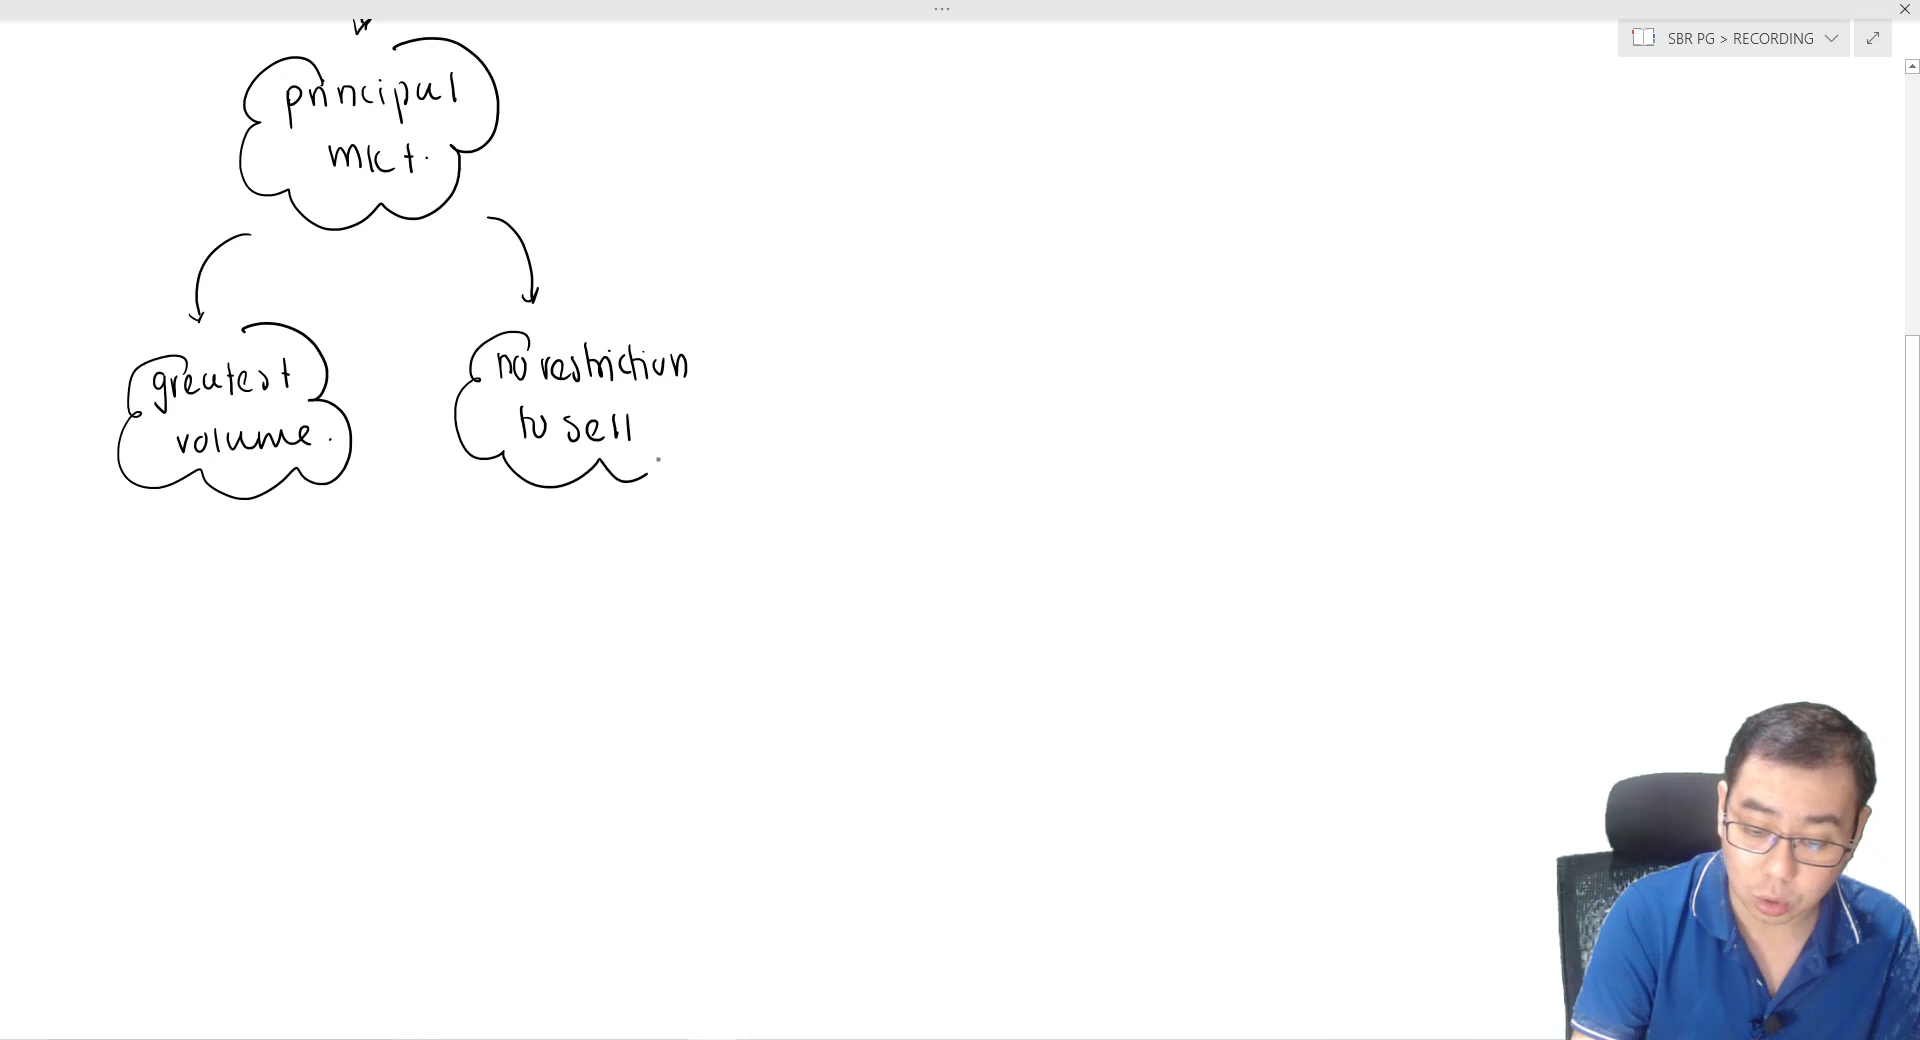 SBR PG > RECORDING
principal
mkt.
greatest
volume.
no restriction
to sell